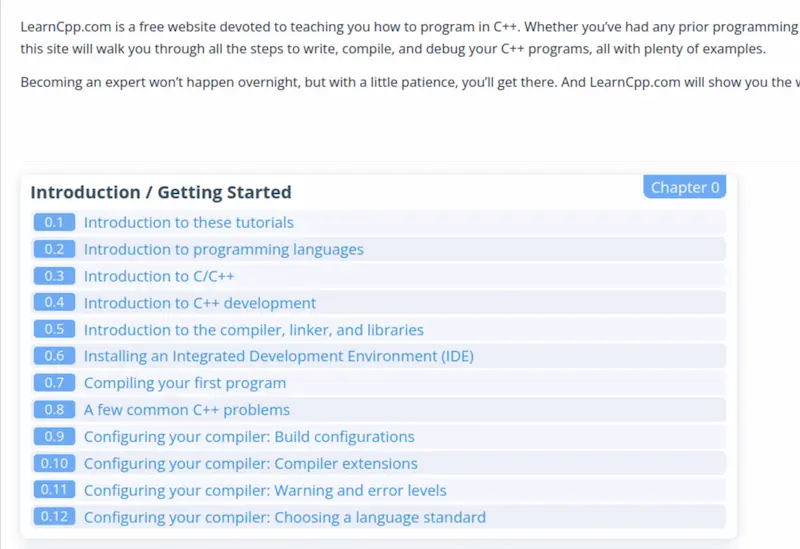 LearnCpp.com is a free website devoted to teaching you how to program in C++. Whether you’ve had any prior programming
this site will walk you through all the steps to write, compile, and debug your C++ programs, all with plenty of examples.
Becoming an expert won’t happen overnight, but with a little patience, you’ll get there. And LearnCpp.com will show you the
Introduction / Getting Started
Chapter 0
0.1 Introduction to these tutorials
0.2 Introduction to programming languages
0.3 Introduction to C/C++
0.4 Introduction to C++ development
0.5 Introduction to the compiler, linker, and libraries
0.6 Installing an Integrated Development Environment (IDE)
0.7 Compiling your first program
0.8 A few common C++ problems
0.9 Configuring your compiler: Build configurations
0.10 Configuring your compiler: Compiler extensions
0.11 Configuring your compiler: Warning and error levels
0.12 Configuring your compiler: Choosing a language standard